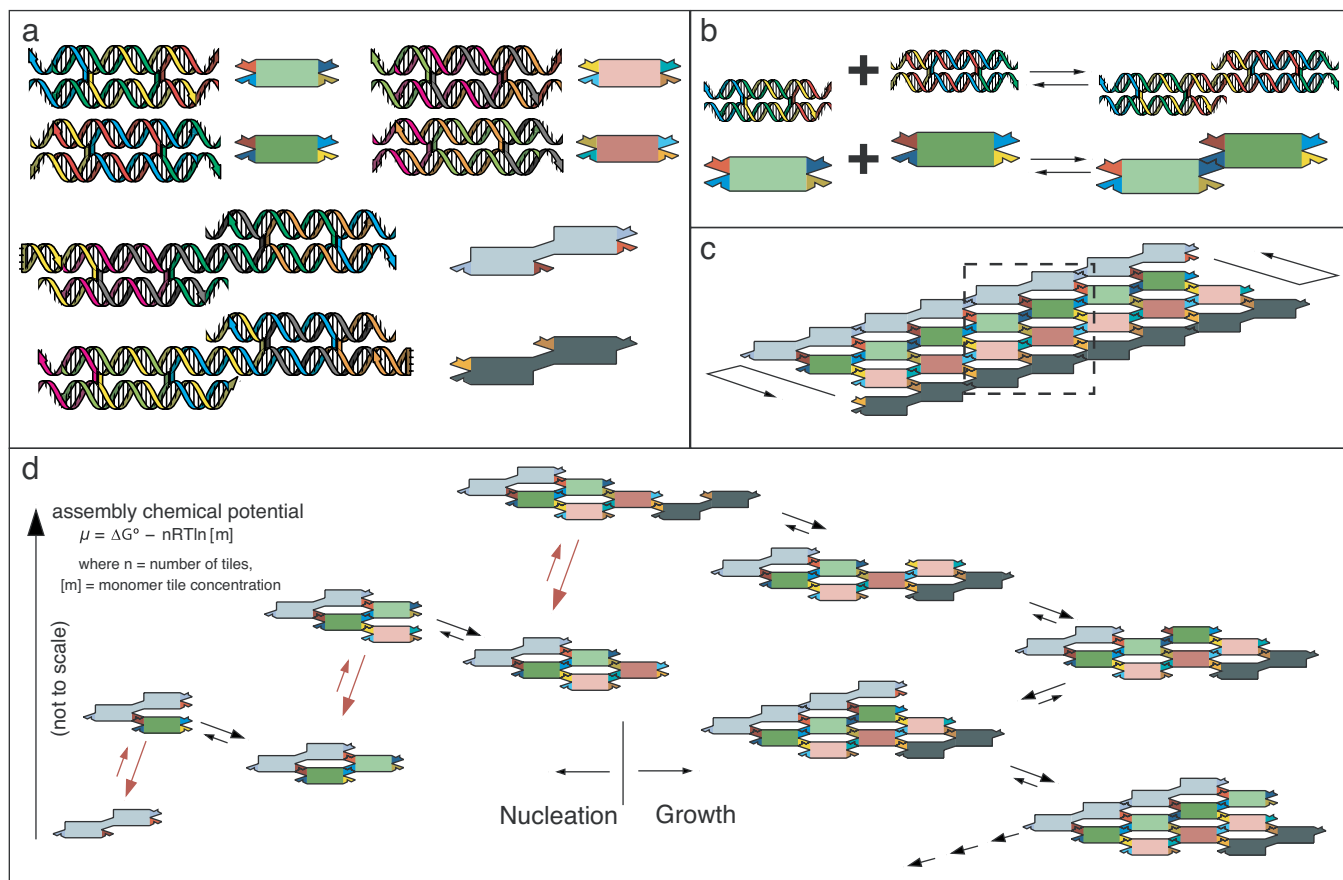 a
b
c
d
assembly chemical potential
μ = ΔG° – nRTln [m]
where n = number of tiles,
[m] = monomer tile concentration
(not to scale)
Nucleation
Growth